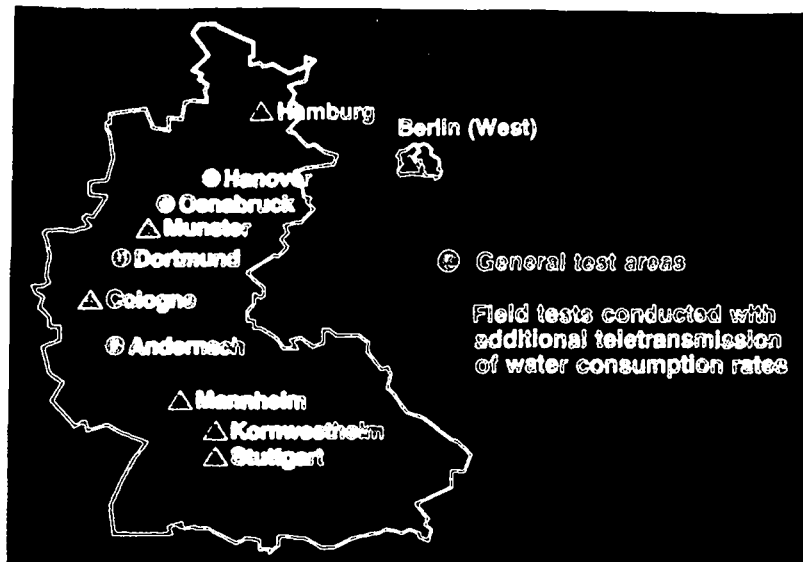 Hamburg
Berlin (West)
Hanover
Osnabruck
Munster
Dortmund
Cologne
Andernach
Mannheim
Kornwestheim
Stuttgart
General test areas
Field tests conducted with
additional teletransmission
of water consumption rates